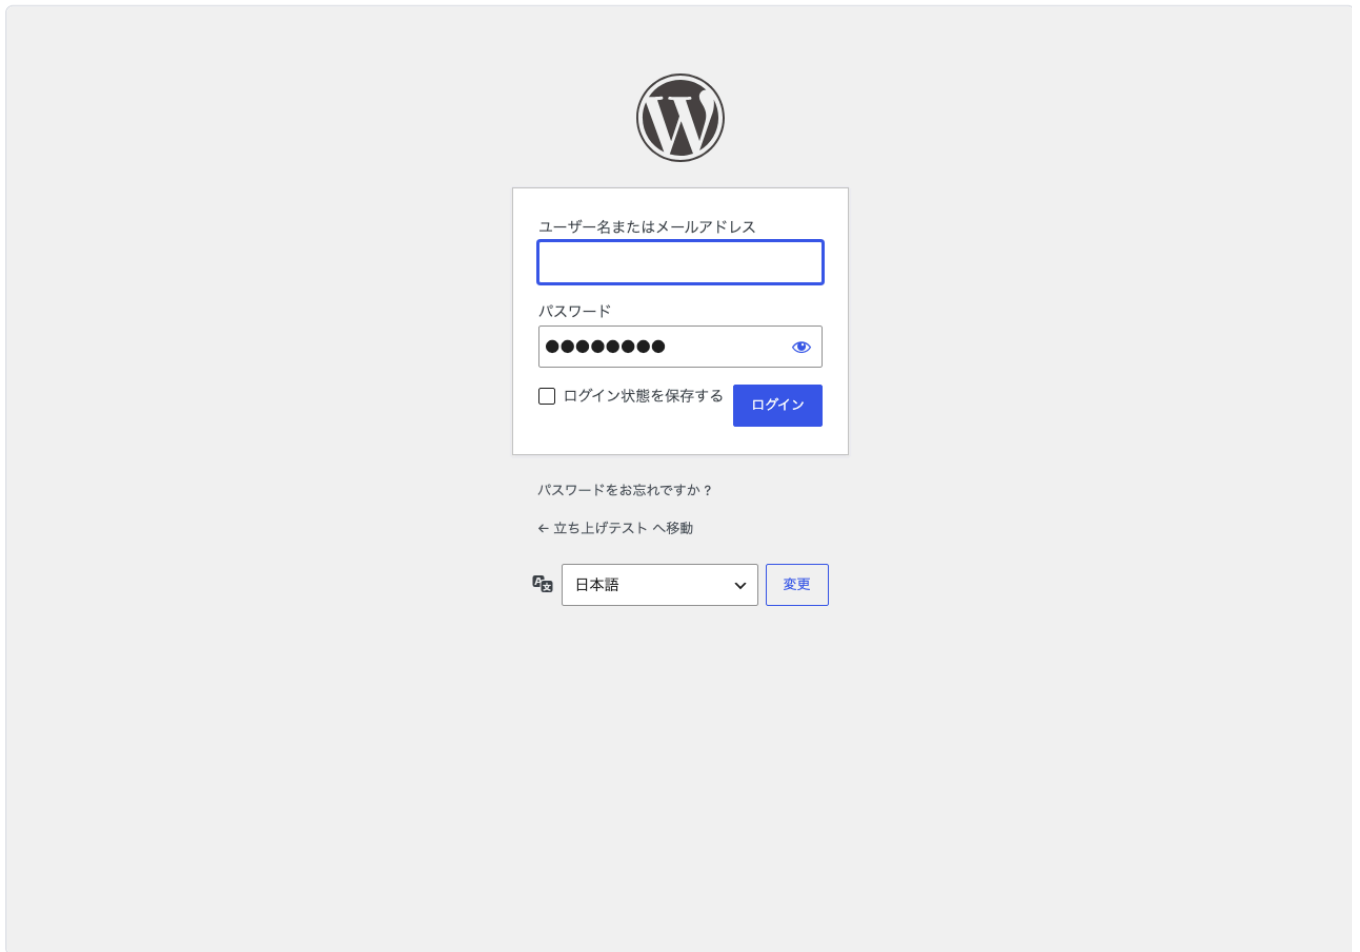 ユーザー名またはメールアドレス
パスワード
●●●●●●●●
ログイン状態を保存する
ログイン
パスワードをお忘れですか ?
← 立ち上げテスト へ移動
日本語
変更